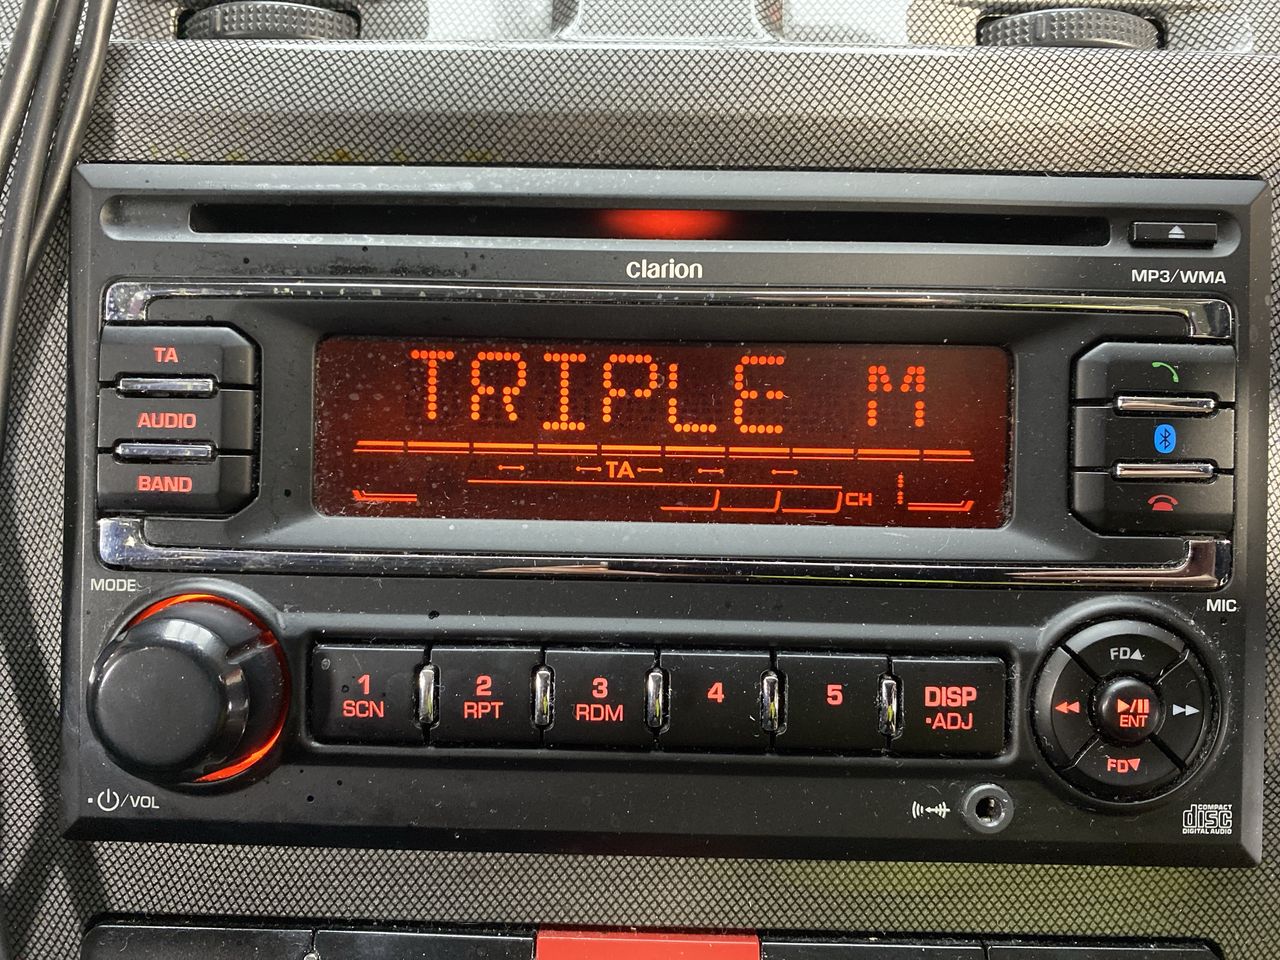 clarion
MP3/WMA
TA
AUDIO
BAND
TRIPLE M
TA
CH
MODE
MIC
1
SCN
2
RPT
3
RDM
4
5
DISP
·ADJ
FD▲
◀◀
▶/II
ENT
▶▶
FD▼
·⏻/VOL
COMPACT
disc
DIGITAL AUDIO